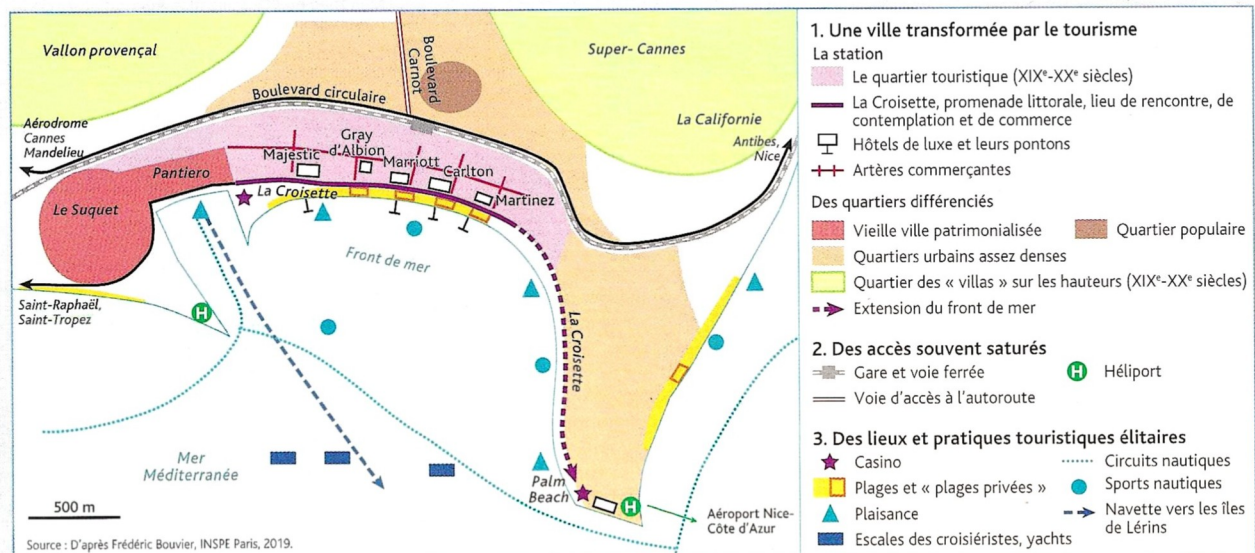 Vallon provençal
Boulevard Carnot
Super- Cannes
Boulevard circulaire
La Californie
Aérodrome
Cannes
Mandelieu
Antibes,
Nice
Pantiero
Majestic
Gray
d'Albion
Marriott
Carlton
Martinez
Le Suquet
La Croisette
Front de mer
Saint-Raphaël,
Saint-Tropez
H
La Croisette
Mer
Méditerranée
Palm
Beach
H
Aéroport Nice-
Côte d'Azur
500 m
Source : D'après Frédéric Bouvier, INSPE Paris, 2019.
1. Une ville transformée par le tourisme
La station
Le quartier touristique (XIXe-XXe siècles)
La Croisette, promenade littorale, lieu de rencontre, de
contemplation et de commerce
Hôtels de luxe et leurs pontons
Artères commerçantes
Des quartiers différenciés
Vieille ville patrimonialisée
Quartier populaire
Quartiers urbains assez denses
Quartier des « villas » sur les hauteurs (XIXe-XXe siècles)
Extension du front de mer
2. Des accès souvent saturés
Gare et voie ferrée
H Héliport
Voie d'accès à l'autoroute
3. Des lieux et pratiques touristiques élitaires
Casino
Circuits nautiques
Plages et « plages privées »
Sports nautiques
Plaisance
Navette vers les îles
de Lérins
Escales des croisiéristes, yachts